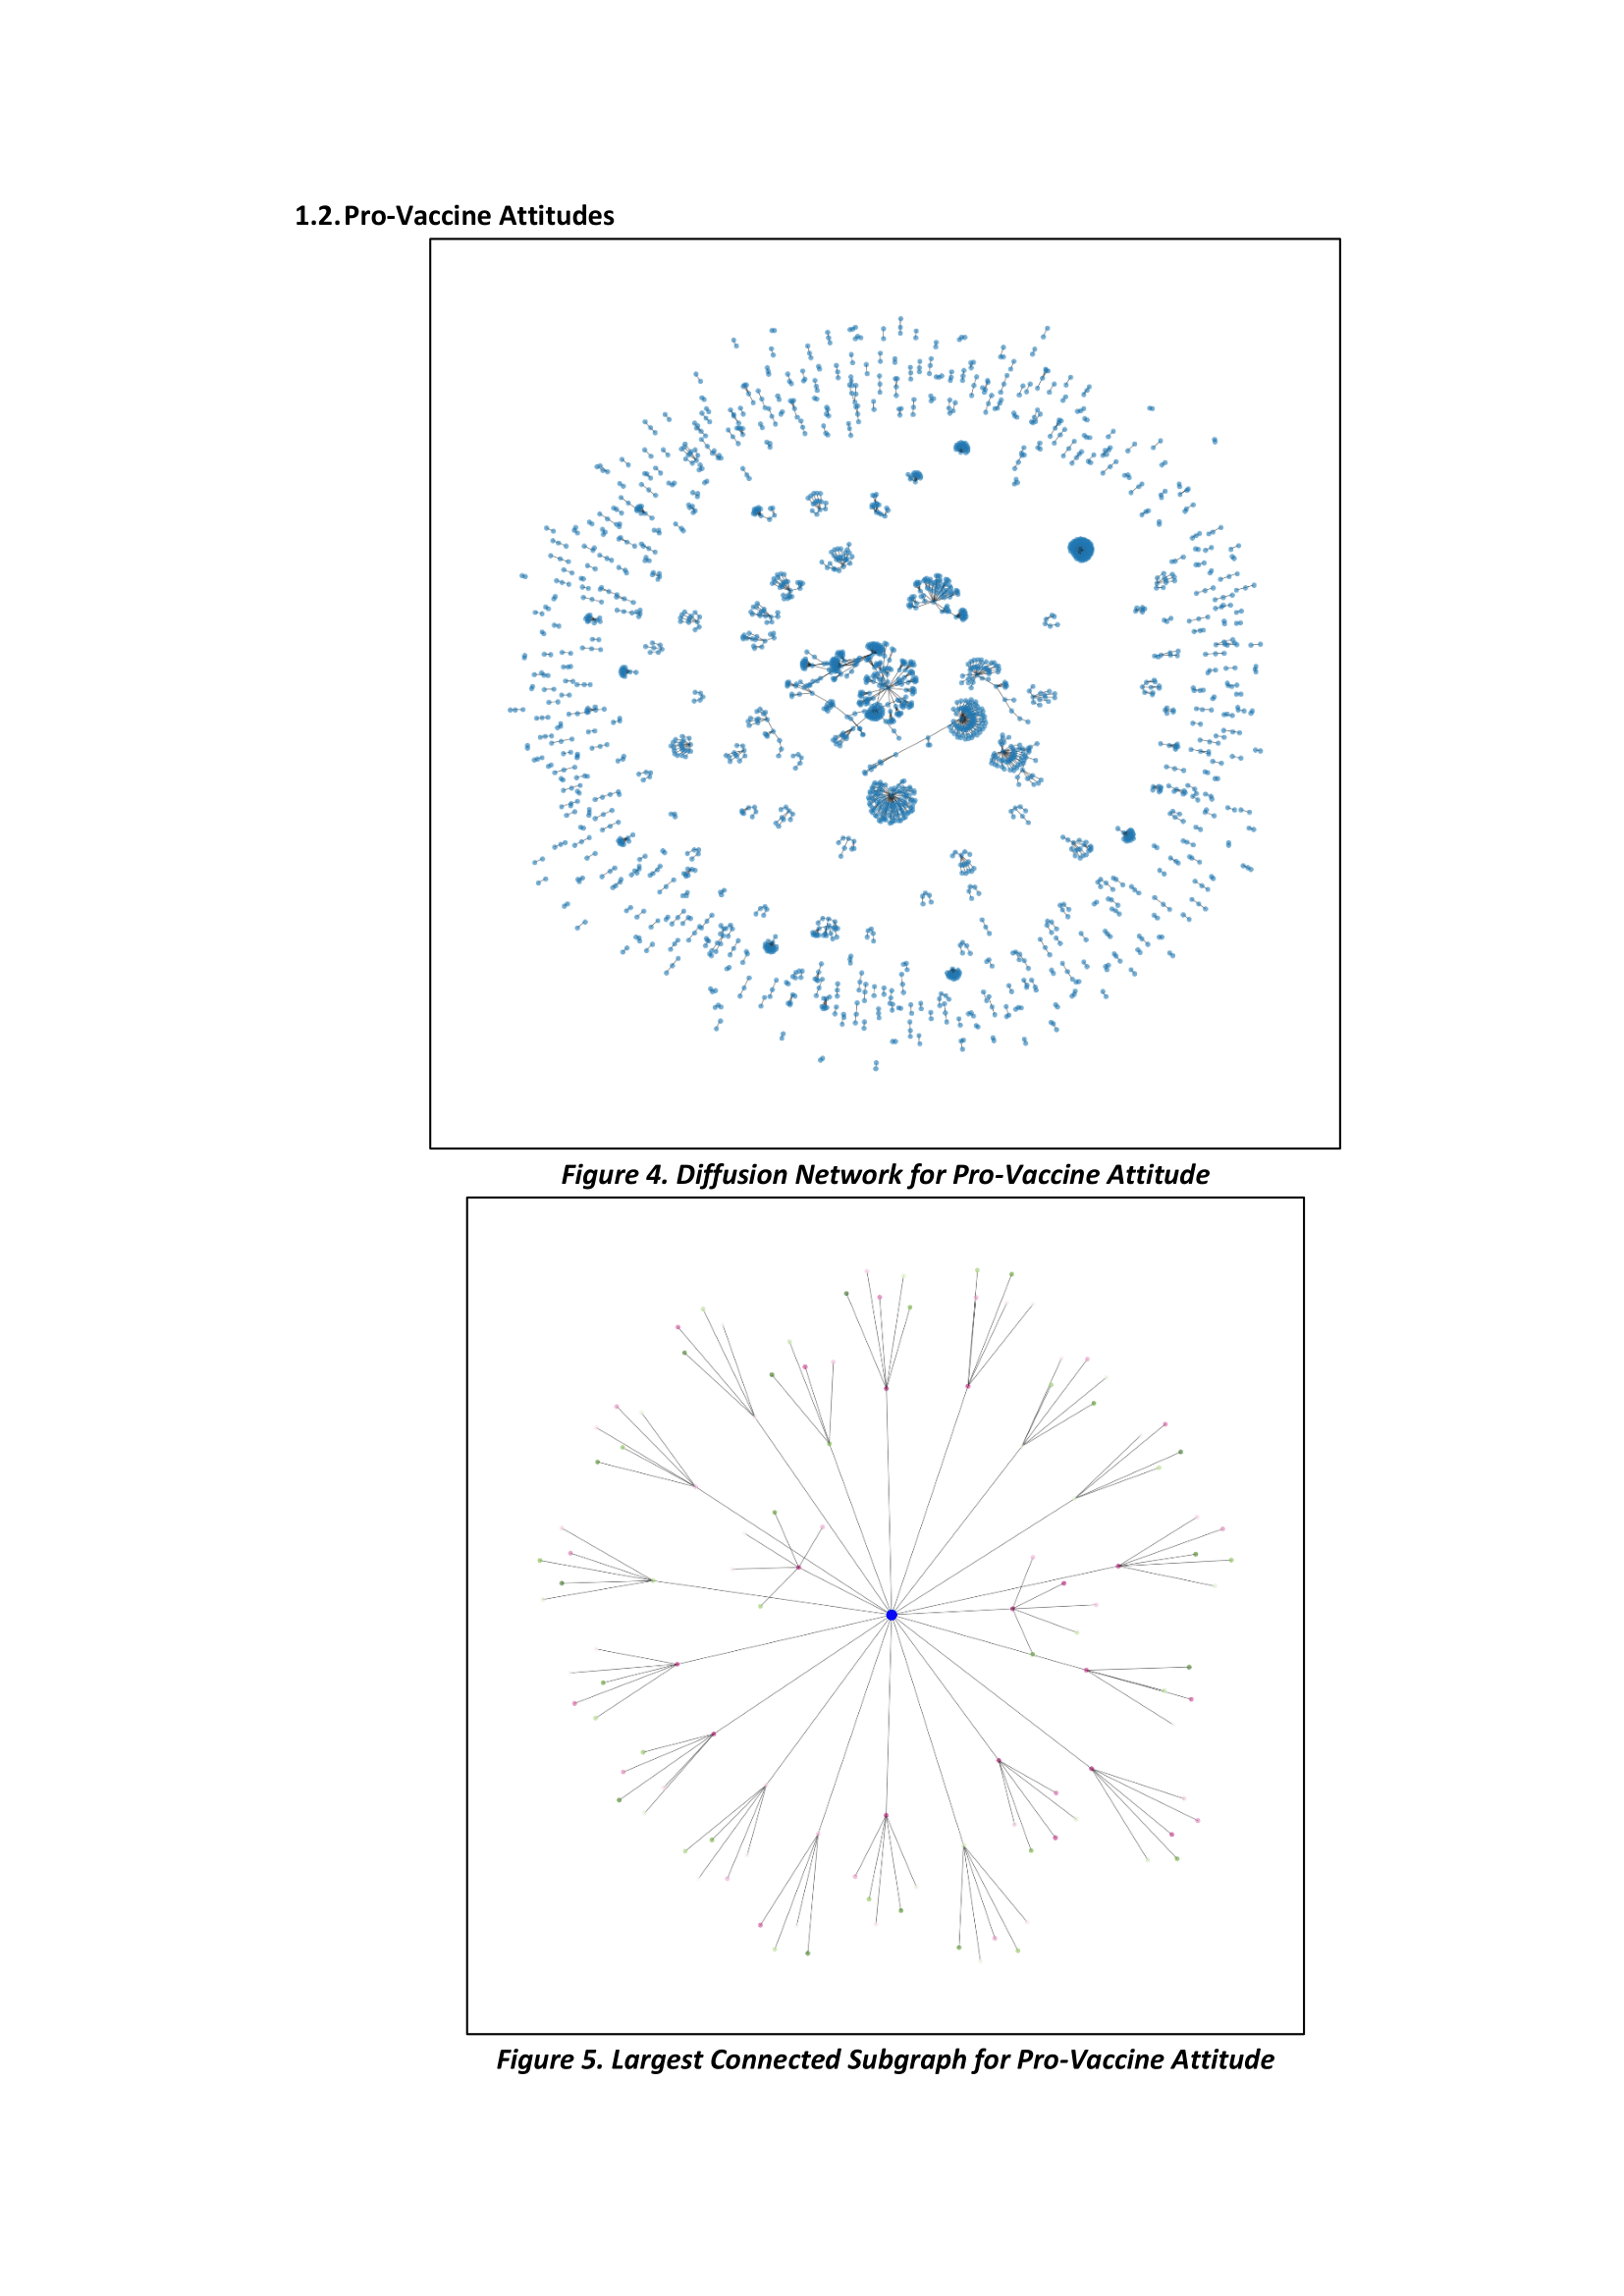 1.2. Pro-Vaccine Attitudes
Figure 4. Diffusion Network for Pro-Vaccine Attitude
Figure 5. Largest Connected Subgraph for Pro-Vaccine Attitude